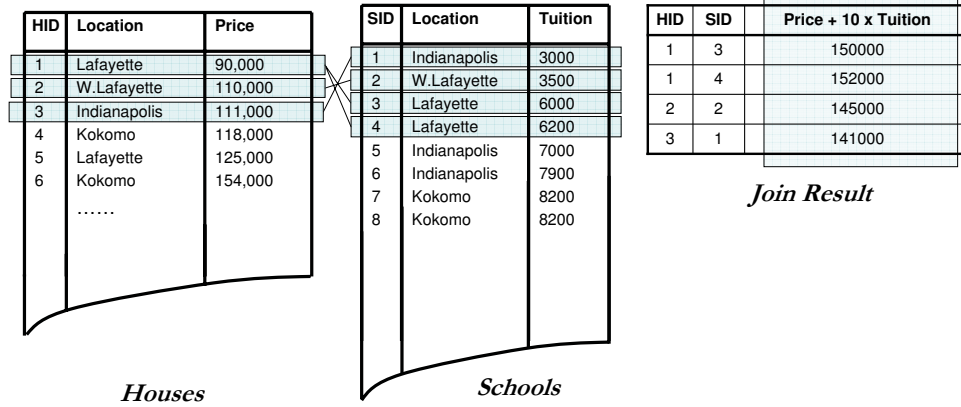 HID Location Price
1 Lafayette 90,000
2 W.Lafayette 110,000
3 Indianapolis 111,000
4 Kokomo 118,000
5 Lafayette 125,000
6 Kokomo 154,000
......
Houses
SID Location Tuition
1 Indianapolis 3000
2 W.Lafayette 3500
3 Lafayette 6000
4 Lafayette 6200
5 Indianapolis 7000
6 Indianapolis 7900
7 Kokomo 8200
8 Kokomo 8200
Schools
HID SID Price + 10 x Tuition
1 3 150000
1 4 152000
2 2 145000
3 1 141000
Join Result